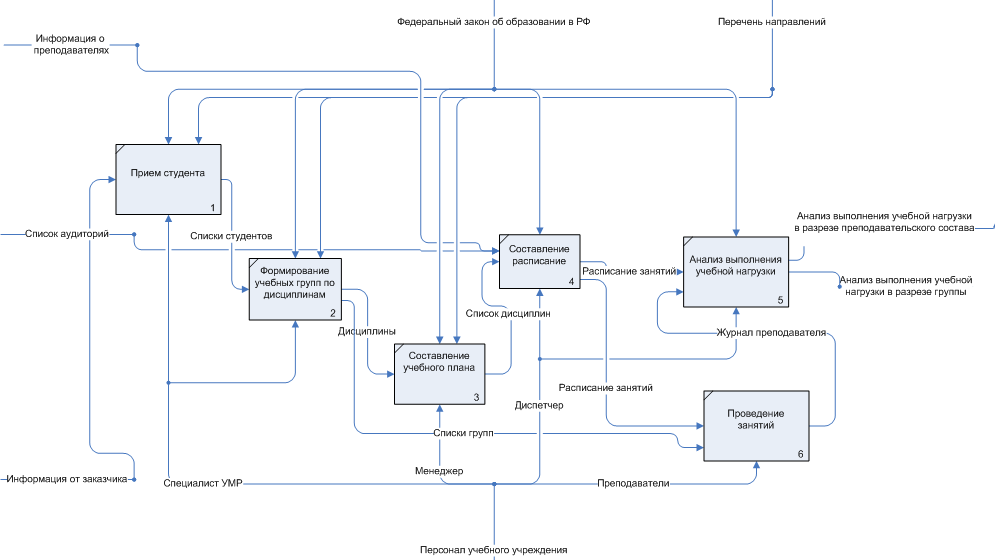 Федеральный закон об образовании в РФ
Перечень направлений
Информация о
преподавателях
Прием студента
1
Список аудиторий
Списки студентов
Формирование
учебных групп по
дисциплинам
2
Составление
расписание
4
Расписание занятий
Анализ выполнения
учебной нагрузки
5
Анализ выполнения учебной нагрузки
в разрезе преподавательского состава
Анализ выполнения учебной
нагрузки в разрезе группы
Список дисциплин
Дисциплины
Журнал преподавателя
Составление
учебного плана
3
Расписание занятий
Диспетчер
Проведение
занятий
6
Списки групп
Менеджер
Информация от заказчика
Специалист УМР
Преподаватели
Персонал учебного учреждения